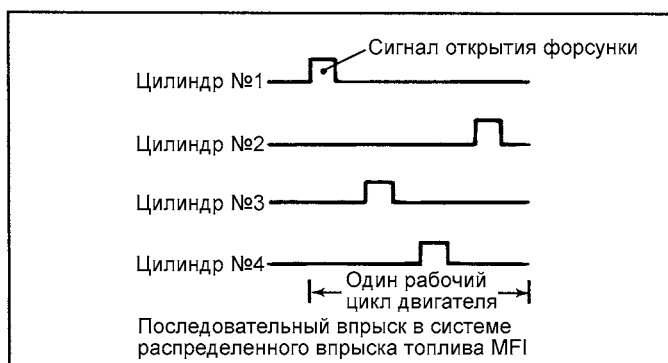 Сигнал открытия форсунки
Цилиндр №1
Цилиндр №2
Цилиндр №3
Цилиндр №4
Один рабочий
цикл двигателя
Последовательный впрыск в системе
распределенного впрыска топлива MFI